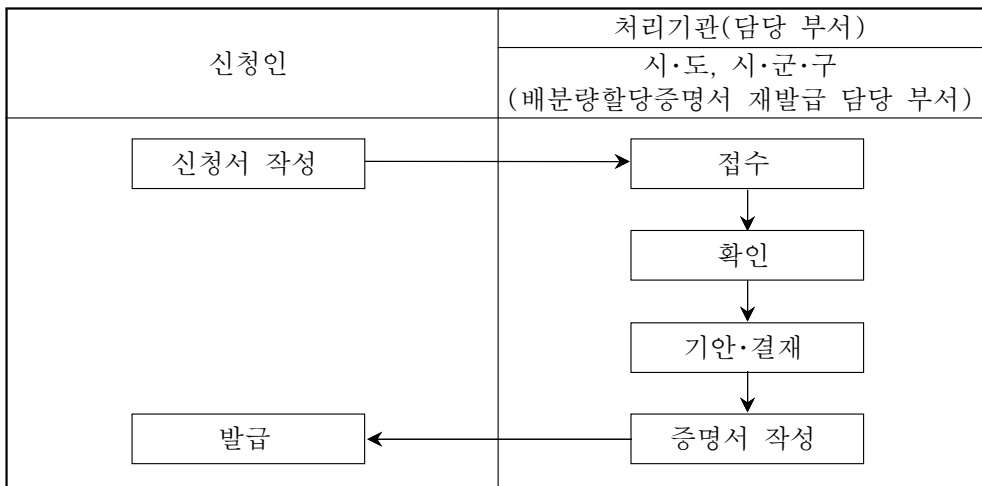 신청인
처리기관(담당 부서)
시·도, 시·군·구
(배분량할당증명서 재발급 담당 부서)
신청서 작성
접수
확인
기안·결재
증명서 작성
발급